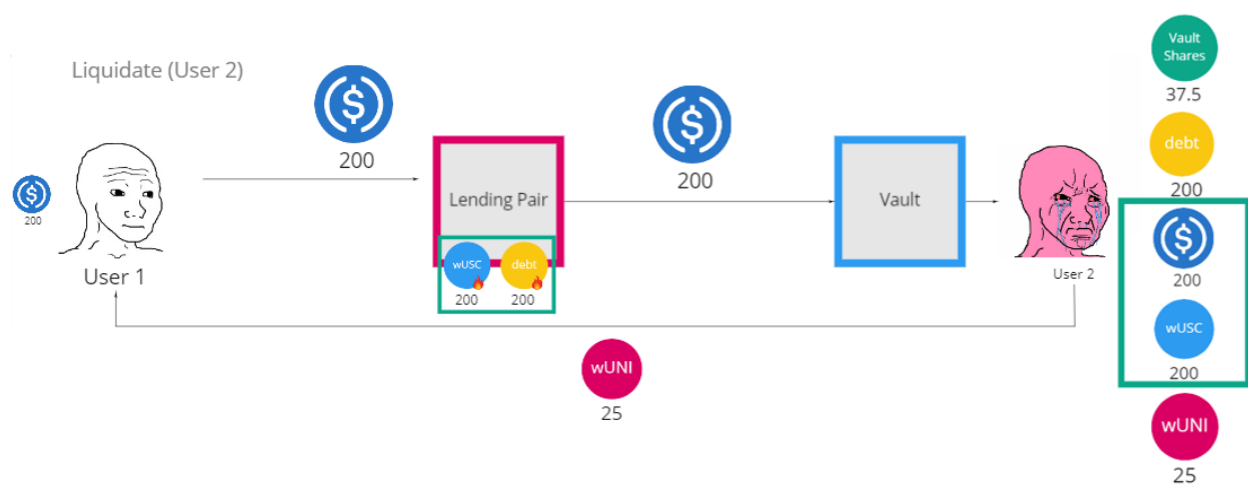 Liquidate (User 2)
$
200
User 1
$
200
Lending Pair
wUSC
200
debt
200
$
200
Vault
User 2
wUNI
25
Vault
Shares
37.5
debt
200
$
200
wUSC
200
wUNI
25